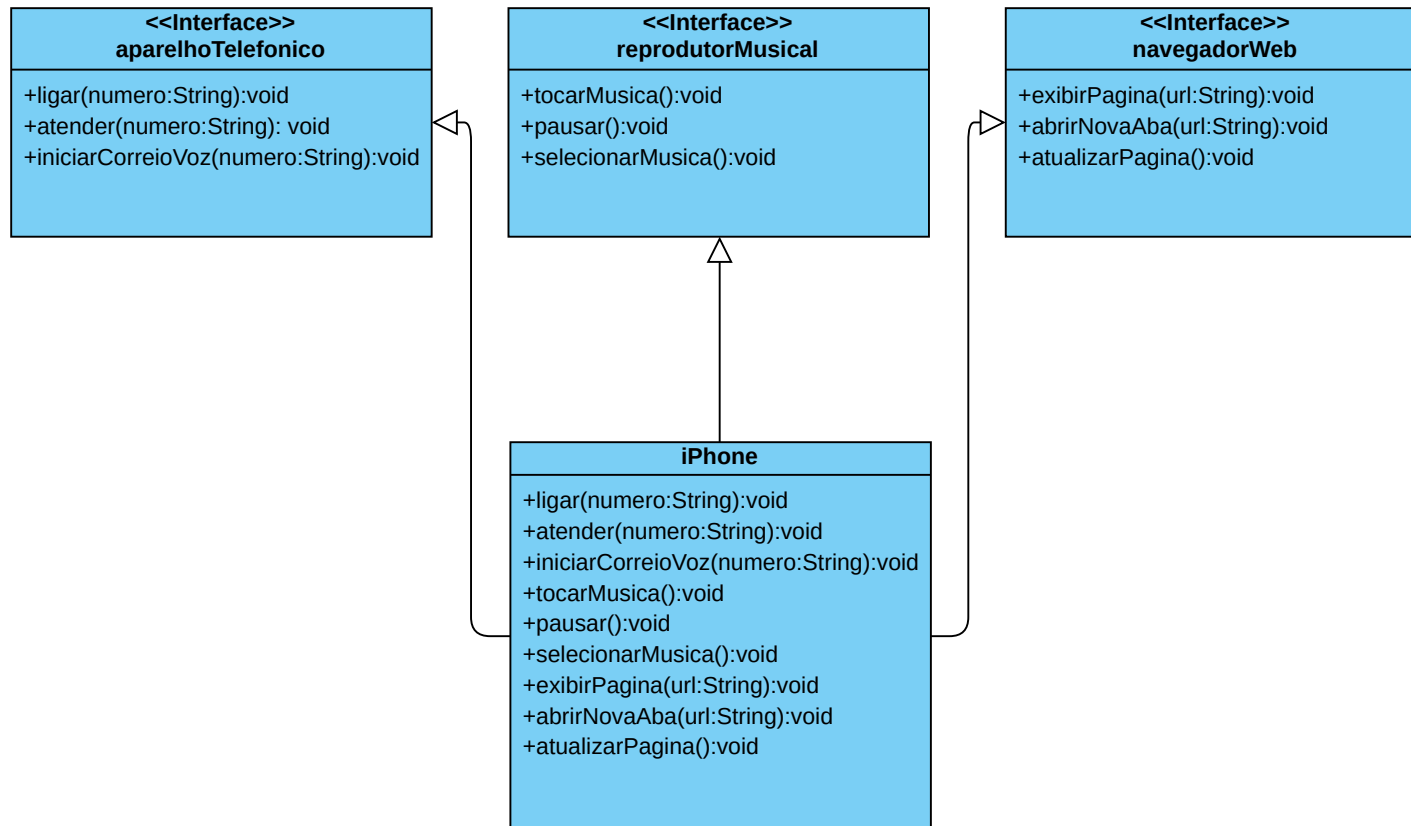 <<Interface>>
aparelhoTelefonico
+ligar(numero:String):void
+atender(numero:String): void
+iniciarCorreioVoz(numero:String):void
<<Interface>>
reprodutorMusical
+tocarMusica():void
+pausar():void
+selecionarMusica():void
<<Interface>>
navegadorWeb
+exibirPagina(url:String):void
+abrirNovaAba(url:String):void
+atualizarPagina():void
iPhone
+ligar(numero:String):void
+atender(numero:String):void
+iniciarCorreioVoz(numero:String):void
+tocarMusica():void
+pausar():void
+selecionarMusica():void
+exibirPagina(url:String):void
+abrirNovaAba(url:String):void
+atualizarPagina():void